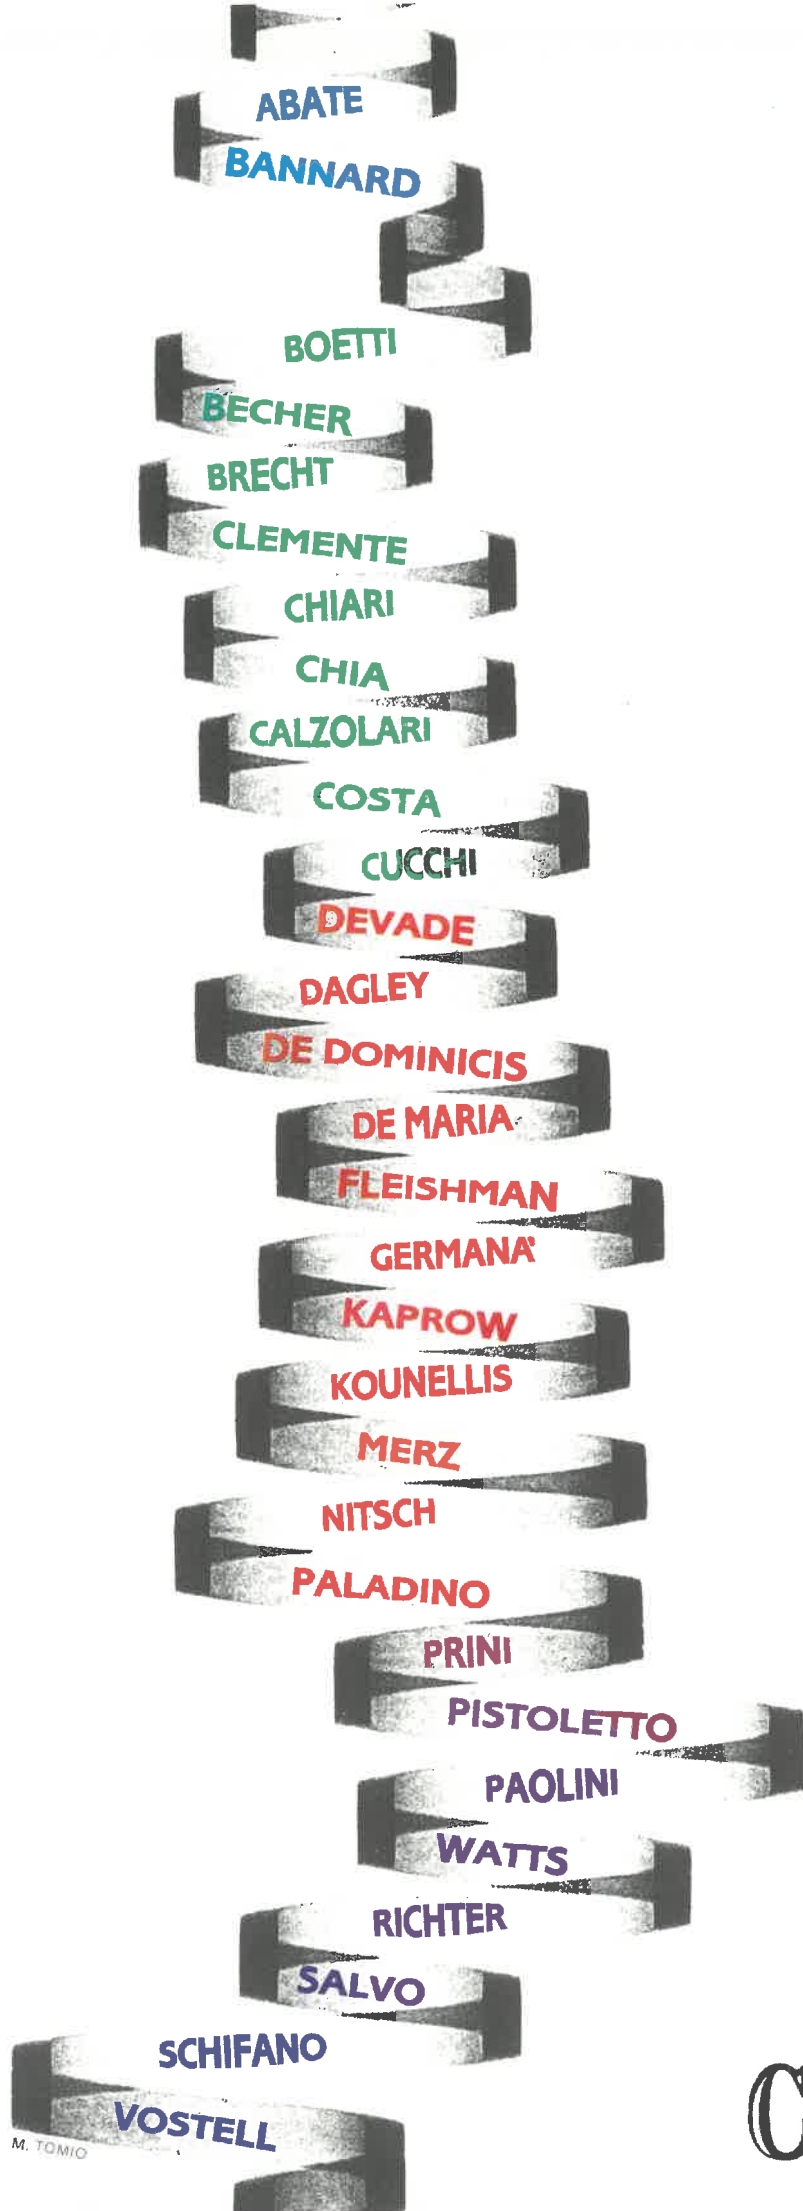 ABATE
BANNARD
BOETTI
BECHER
BRECHT
CLEMENTE
CHIARI
CHIA
CALZOLARI
COSTA
CUCCHI
DEVADE
DAGLEY
DE DOMINICIS
DE MARIA
FLEISHMAN
GERMANA'
KAPROW
KOUNELLIS
MERZ
NITSCH
PALADINO
PRINI
PISTOLETTO
PAOLINI
WATTS
RICHTER
SALVO
SCHIFANO
VOSTELL
M. TOMIO
C